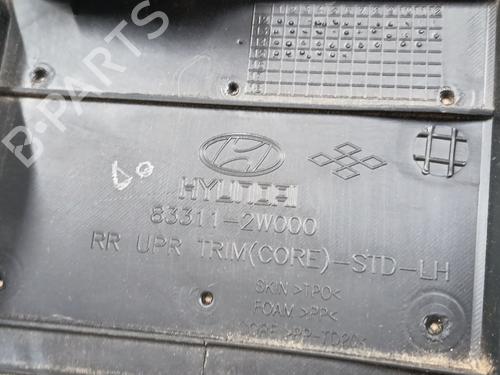 B-PARTS
HYUNDAI
83311-2W000
RR UPR TRIM(CORE)-STD-LH
SKIN >TPO<
FOAM >PP<